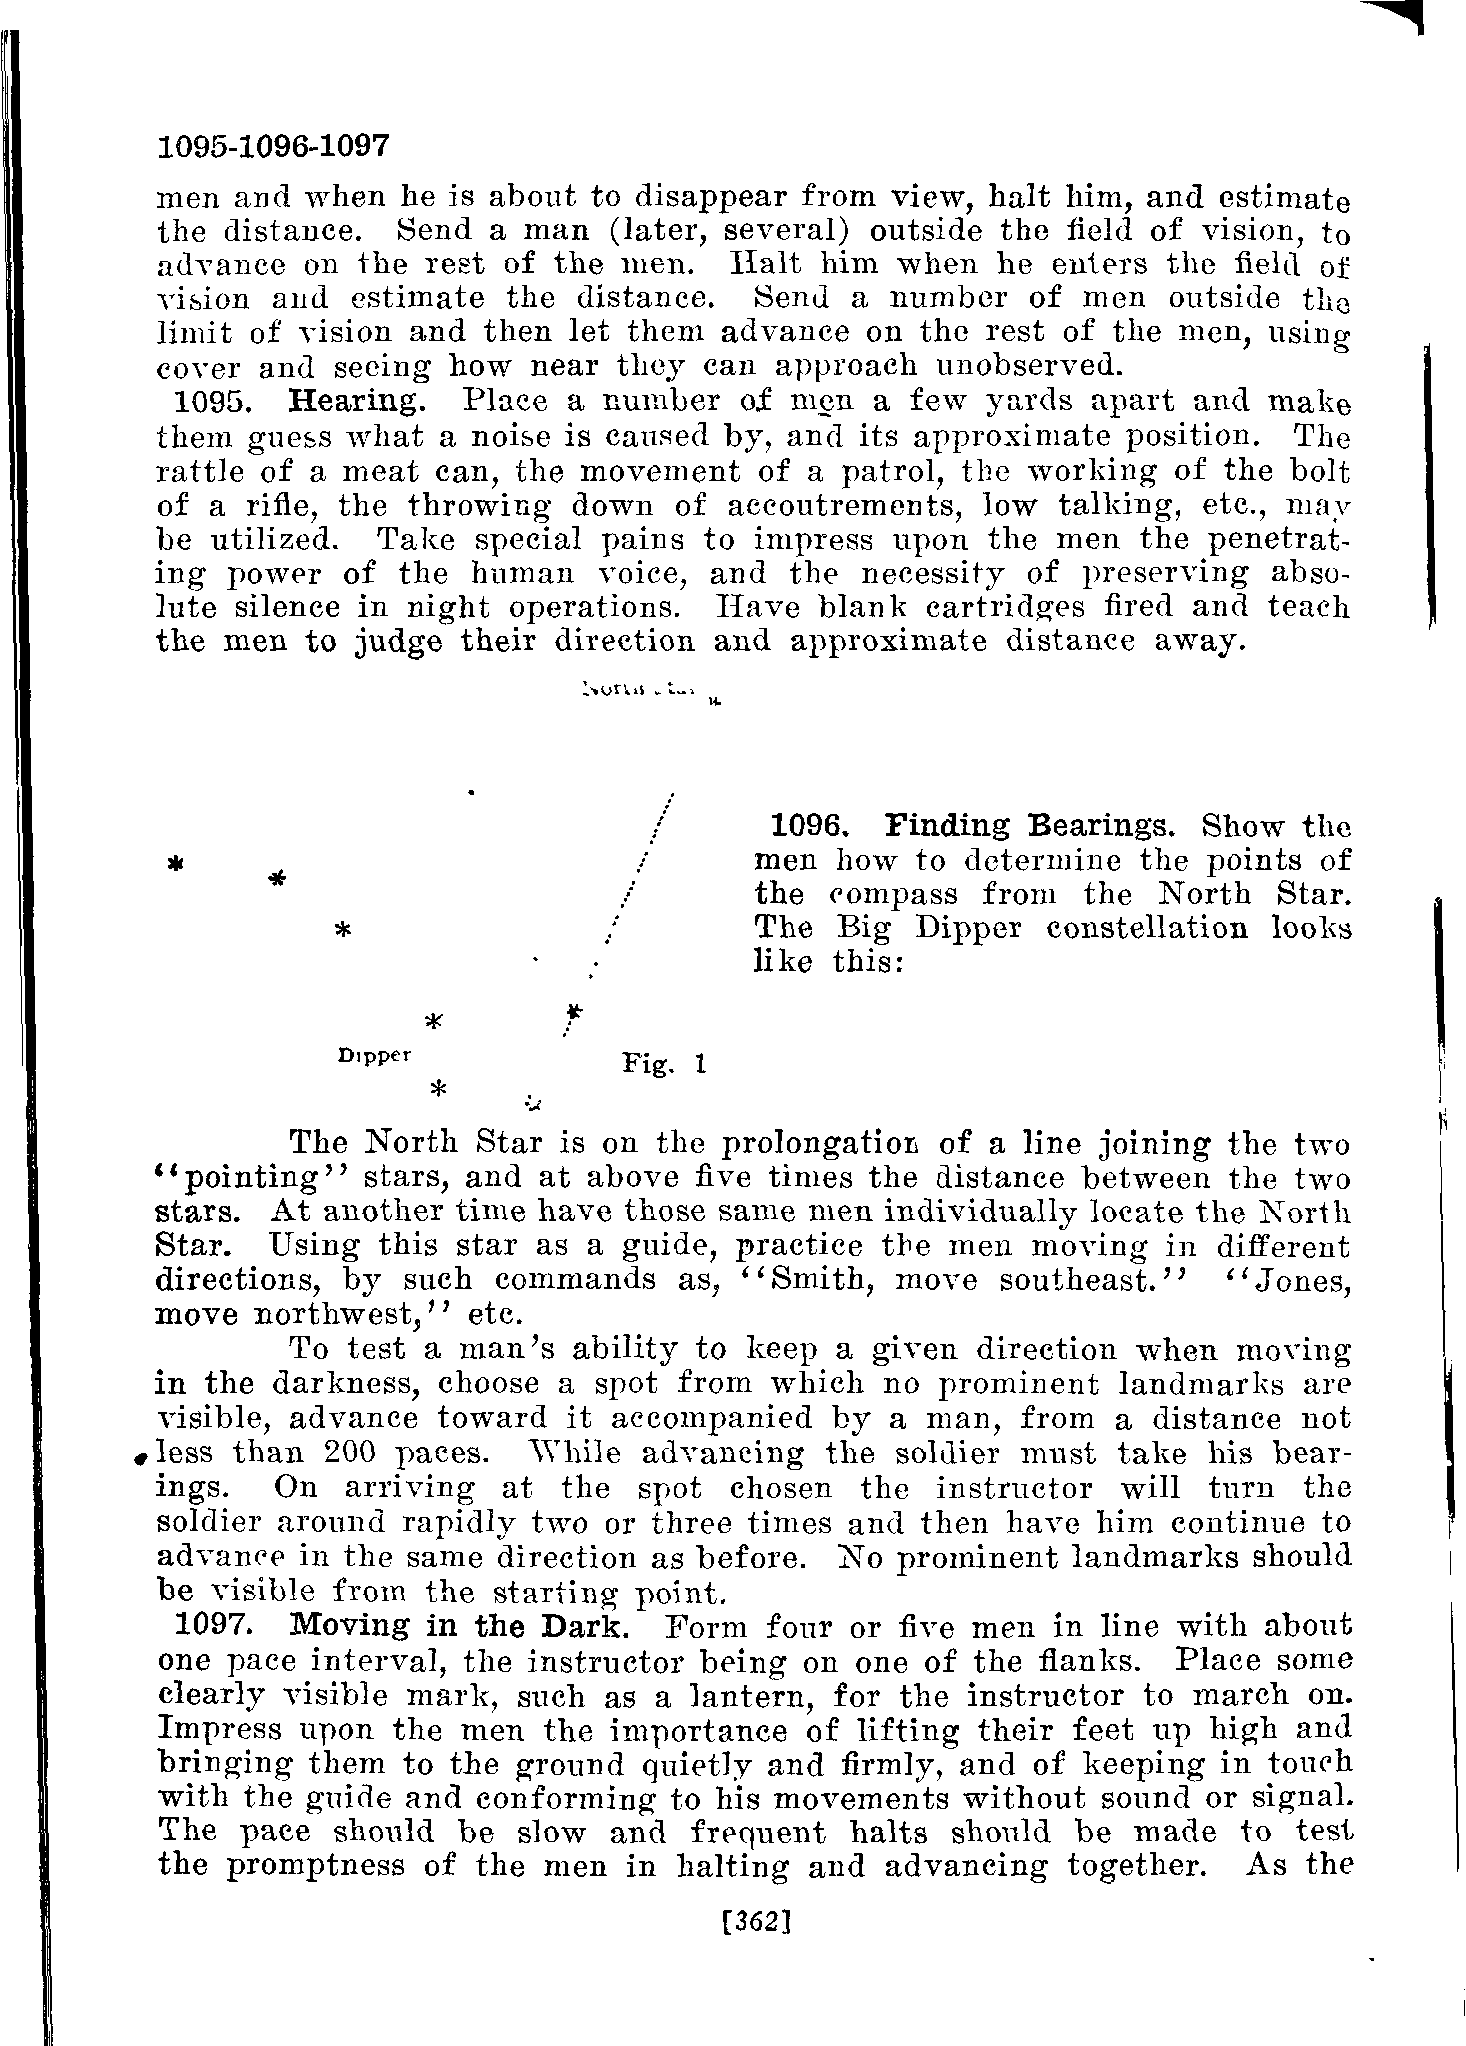 1095-1096-1097
men and when he is about to disappear from view, halt him, and estimate
the distance. Send a man (later, several) outside the field of vision, to
advance on the rest of the men. Halt him when he enters the field of
vision and estimate the distance. Send a number of men outside the
limit of vision and then let them advance on the rest of the men, using
cover and seeing how near they can approach unobserved.
1095. Hearing. Place a number of men a few yards apart and make
them guess what a noise is caused by, and its approximate position. The
rattle of a meat can, the movement of a patrol, the working of the bolt
of a rifle, the throwing down of accoutrements, low talking, etc., may
be utilized. Take special pains to impress upon the men the penetrat-
ing power of the human voice, and the necessity of preserving abso-
lute silence in night operations. Have blank cartridges fired and teach
the men to judge their direction and approximate distance away.
North
1096. Finding Bearings. Show the
men how to determine the points of
the compass from the North Star.
The Big Dipper constellation looks
like this:
Dipper
Fig. 1
The North Star is on the prolongation of a line joining the two
‘‘pointing’’ stars, and at above five times the distance between the two
stars. At another time have those same men individually locate the North
Star. Using this star as a guide, practice the men moving in different
directions, by such commands as, ‘‘Smith, move southeast.’’ ‘‘Jones,
move northwest,’’ etc.
To test a man's ability to keep a given direction when moving
in the darkness, choose a spot from which no prominent landmarks are
visible, advance toward it accompanied by a man, from a distance not
less than 200 paces. While advancing the soldier must take his bear-
ings. On arriving at the spot chosen the instructor will turn the
soldier around rapidly two or three times and then have him continue to
advance in the same direction as before. No prominent landmarks should
be visible from the starting point.
1097. Moving in the Dark. Form four or five men in line with about
one pace interval, the instructor being on one of the flanks. Place some
clearly visible mark, such as a lantern, for the instructor to march on.
Impress upon the men the importance of lifting their feet up high and
bringing them to the ground quietly and firmly, and of keeping in touch
with the guide and conforming to his movements without sound or signal.
The pace should be slow and frequent halts should be made to test
the promptness of the men in halting and advancing together. As the
[362]